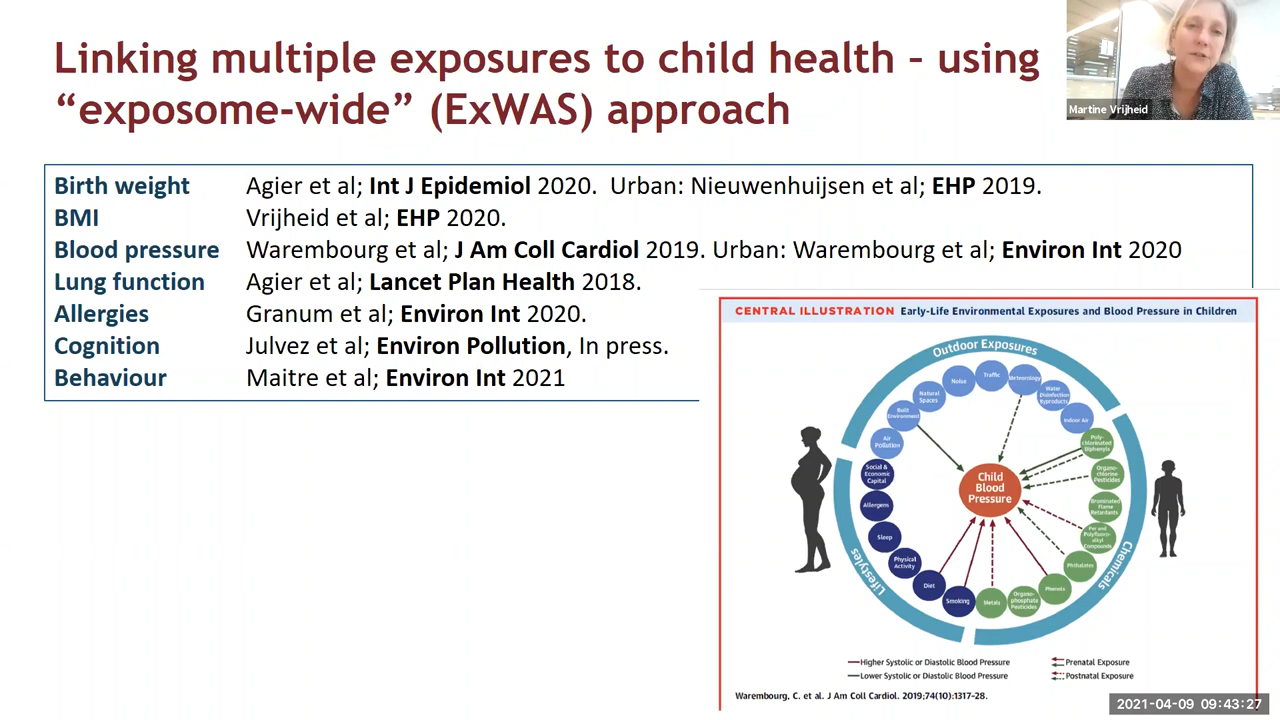 Linking multiple exposures to child health – using
“exposome-wide” (ExWAS) approach
Martine Vrijheid
Birth weight Agier et al; Int J Epidemiol 2020. Urban: Nieuwenhuijsen et al; EHP 2019.
BMI Vrijheid et al; EHP 2020.
Blood pressure Warembourg et al; J Am Coll Cardiol 2019. Urban: Warembourg et al; Environ Int 2020
Lung function Agier et al; Lancet Plan Health 2018.
Allergies Granum et al; Environ Int 2020.
Cognition Julvez et al; Environ Pollution, In press.
Behaviour Maitre et al; Environ Int 2021
CENTRAL ILLUSTRATION Early-Life Environmental Exposures and Blood Pressure in Children
Outdoor Exposures
Air
Pollution
Built
Environment
Natural
Spaces
Noise
Traffic
Meteorology
Water
Disinfection
Byproducts
Indoor Air
Poly-
chlorinated
Biphenyls
Organo-
chlorine
Pesticides
Brominated
Flame
Retardants
Per and
Polyfluoro-
alkyl
Compounds
Phthalates
Phenols
Organo-
phosphate
Pesticides
Metals
Chemicals
Smoking
Diet
Physical
Activity
Sleep
Allergens
Social &
Economic
Capital
Lifestyles
Child
Blood
Pressure
Higher Systolic or Diastolic Blood Pressure
Lower Systolic or Diastolic Blood Pressure
Prenatal Exposure
Postnatal Exposure
Warembourg, C. et al. J Am Coll Cardiol. 2019;74(10):1317-28.
2021-04-09 09:43:27